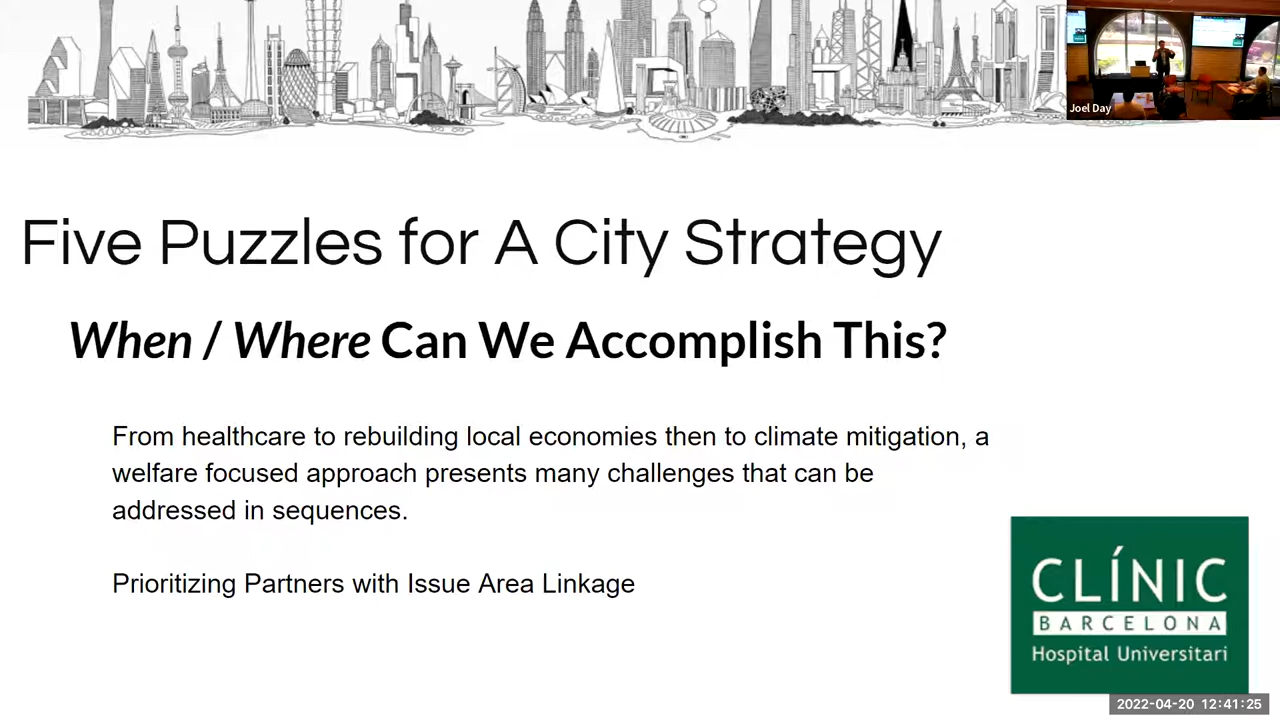 Joel Day
Five Puzzles for A City Strategy
When / Where Can We Accomplish This?
From healthcare to rebuilding local economies then to climate mitigation, a
welfare focused approach presents many challenges that can be
addressed in sequences.
Prioritizing Partners with Issue Area Linkage
CLÍNIC
BARCELONA
Hospital Universitari
2022-04-20 12:41:25